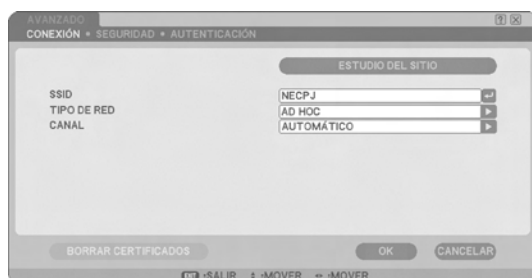 AVANZADO
CONEXIÓN • SEGURIDAD • AUTENTICACIÓN
ESTUDIO DEL SITIO
SSID NECPJ
TIPO DE RED AD HOC
CANAL AUTOMÁTICO
BORRAR CERTIFICADOS OK CANCELAR
ENT :SALIR :MOVER :MOVER